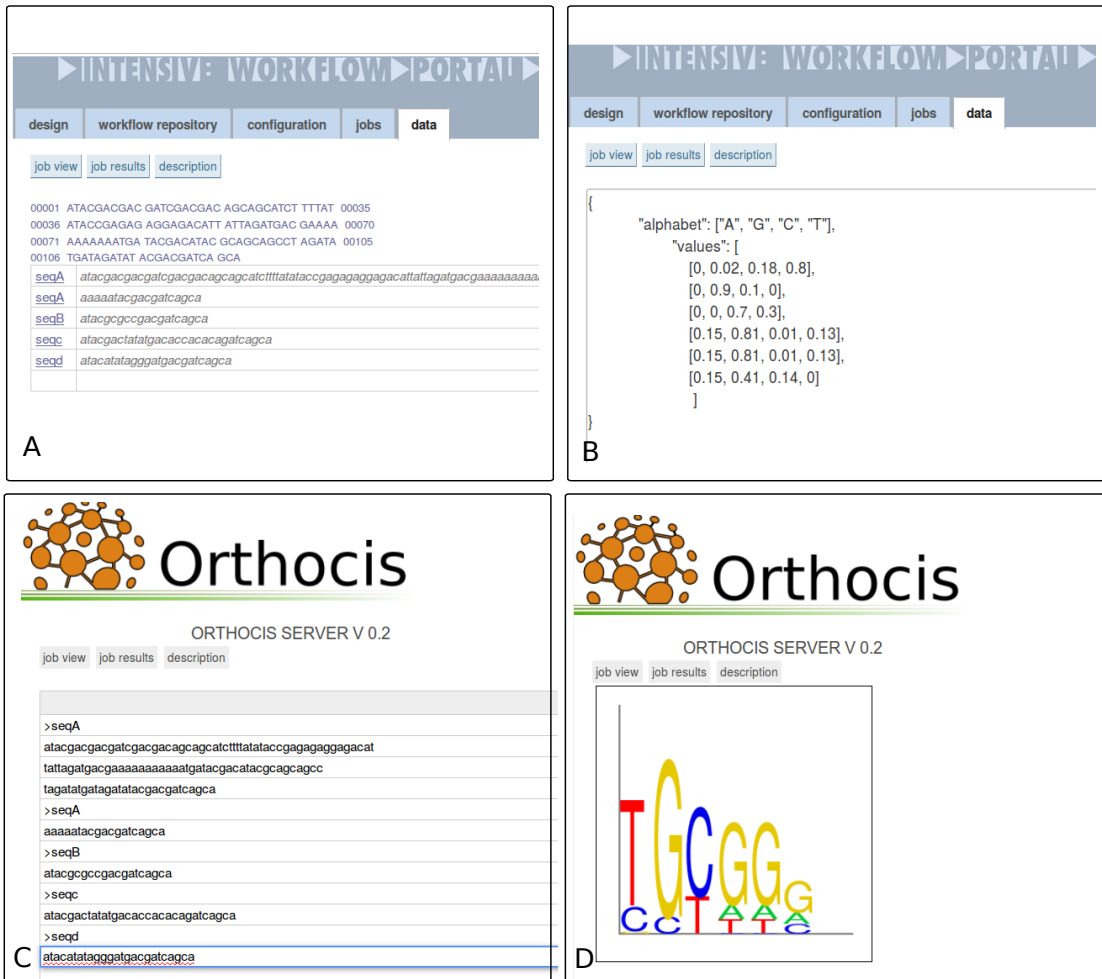 INTENSIVE WORKFLOW PORTAL
design workflow repository configuration jobs data
job view job results description
00001 ATACGACGAC GATCGACGAC AGCAGCATCT TTTAT 00035
00036 ATACCGAGAG AGGAGACATT ATTAGATGAC GAAAA 00070
00071 AAAAAAATGA TACGACATAC GCAGCAGCCT AGATA 00105
00106 TGATAGATAT ACGACGATCA GCA
seqA atacgacgacgatcgacgacagcagcatcttttatataccgagagaggagacattattagatgacgaaaaaaaaaa
seqA aaaaatacgacgatcagca
seqB atacgcgccgacgatcagca
seqc atacgactatatgacaccacacagatcagca
seqd atacatatagggatgacgatcagca
A
INTENSIVE WORKFLOW PORTAL
design workflow repository configuration jobs data
job view job results description
{
"alphabet": ["A", "G", "C", "T"],
"values": [
[0, 0.02, 0.18, 0.8],
[0, 0.9, 0.1, 0],
[0, 0, 0.7, 0.3],
[0.15, 0.81, 0.01, 0.13],
[0.15, 0.81, 0.01, 0.13],
[0.15, 0.41, 0.14, 0]
]
}
B
Orthocis
ORTHOCIS SERVER V 0.2
job view job results description
>seqA
atacgacgacgatcgacgacagcagcatcttttatataccgagagaggagacat
tattagatgacgaaaaaaaaaaatgatacgacatacgcagcagcc
tagatatgatagatatacgacgatcagca
>seqA
aaaaatacgacgatcagca
>seqB
atacgcgccgacgatcagca
>seqc
atacgactatatgacaccacacagatcagca
>seqd
atacatatagggatgacgatcagca
C
Orthocis
ORTHOCIS SERVER V 0.2
job view job results description
TGCGGG
CCTAAA
TTC
D